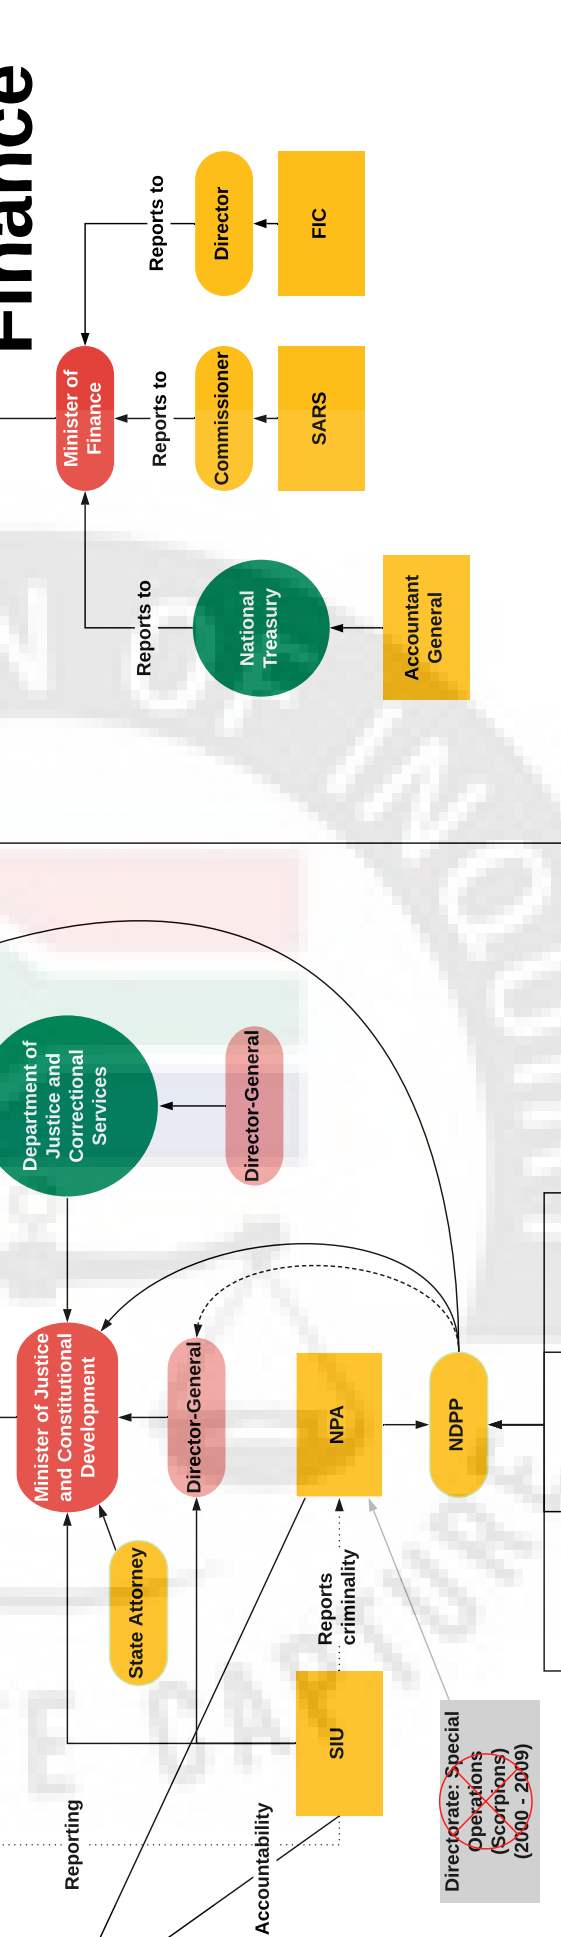 Finance
Reports to
Director
FIC
Minister of
Finance
Reports to
Commissioner
SARS
Reports to
National
Treasury
Accountant
General
Department of
Justice and
Correctional
Services
Director-General
Minister of Justice
and Constitutional
Development
Director-General
NPA
NDPP
State Attorney
Reports
criminality
SIU
Directorate: Special
Operations
(Scorpions)
(2000 - 2009)
Reporting
Accountability